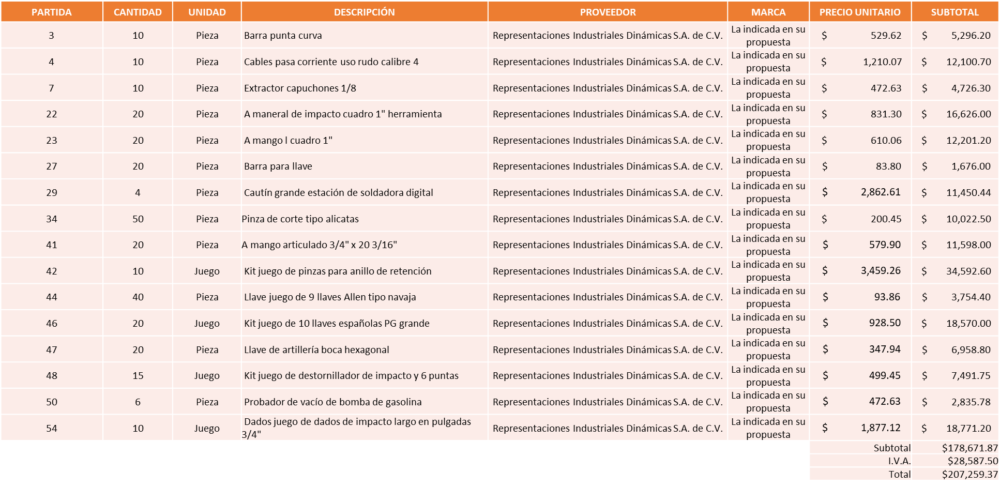 PARTIDA CANTIDAD UNIDAD DESCRIPCIÓN PROVEEDOR MARCA PRECIO UNITARIO SUBTOTAL
3 10 Pieza Barra punta curva Representaciones Industriales Dinámicas S.A. de C.V. La indicada en su propuesta $ 529.62 $ 5,296.20
4 10 Pieza Cables pasa corriente uso rudo calibre 4 Representaciones Industriales Dinámicas S.A. de C.V. La indicada en su propuesta $ 1,210.07 $ 12,100.70
7 10 Pieza Extractor capuchones 1/8 Representaciones Industriales Dinámicas S.A. de C.V. La indicada en su propuesta $ 472.63 $ 4,726.30
22 20 Pieza A maneral de impacto cuadro 1" herramienta Representaciones Industriales Dinámicas S.A. de C.V. La indicada en su propuesta $ 831.30 $ 16,626.00
23 20 Pieza A mango l cuadro 1" Representaciones Industriales Dinámicas S.A. de C.V. La indicada en su propuesta $ 610.06 $ 12,201.20
27 20 Pieza Barra para llave Representaciones Industriales Dinámicas S.A. de C.V. La indicada en su propuesta $ 83.80 $ 1,676.00
29 4 Pieza Cautín grande estación de soldadora digital Representaciones Industriales Dinámicas S.A. de C.V. La indicada en su propuesta $ 2,862.61 $ 11,450.44
34 50 Pieza Pinza de corte tipo alicatas Representaciones Industriales Dinámicas S.A. de C.V. La indicada en su propuesta $ 200.45 $ 10,022.50
41 20 Pieza A mango articulado 3/4" x 20 3/16" Representaciones Industriales Dinámicas S.A. de C.V. La indicada en su propuesta $ 579.90 $ 11,598.00
42 10 Juego Kit juego de pinzas para anillo de retención Representaciones Industriales Dinámicas S.A. de C.V. La indicada en su propuesta $ 3,459.26 $ 34,592.60
44 40 Pieza Llave juego de 9 llaves Allen tipo navaja Representaciones Industriales Dinámicas S.A. de C.V. La indicada en su propuesta $ 93.86 $ 3,754.40
46 20 Juego Kit juego de 10 llaves españolas PG grande Representaciones Industriales Dinámicas S.A. de C.V. La indicada en su propuesta $ 928.50 $ 18,570.00
47 20 Pieza Llave de artillería boca hexagonal Representaciones Industriales Dinámicas S.A. de C.V. La indicada en su propuesta $ 347.94 $ 6,958.80
48 15 Juego Kit juego de destornillador de impacto y 6 puntas Representaciones Industriales Dinámicas S.A. de C.V. La indicada en su propuesta $ 499.45 $ 7,491.75
50 6 Pieza Probador de vacío de bomba de gasolina Representaciones Industriales Dinámicas S.A. de C.V. La indicada en su propuesta $ 472.63 $ 2,835.78
54 10 Juego Dados juego de dados de impacto largo en pulgadas 3/4" Representaciones Industriales Dinámicas S.A. de C.V. La indicada en su propuesta $ 1,877.12 $ 18,771.20
Subtotal $178,671.87
I.V.A. $28,587.50
Total $207,259.37